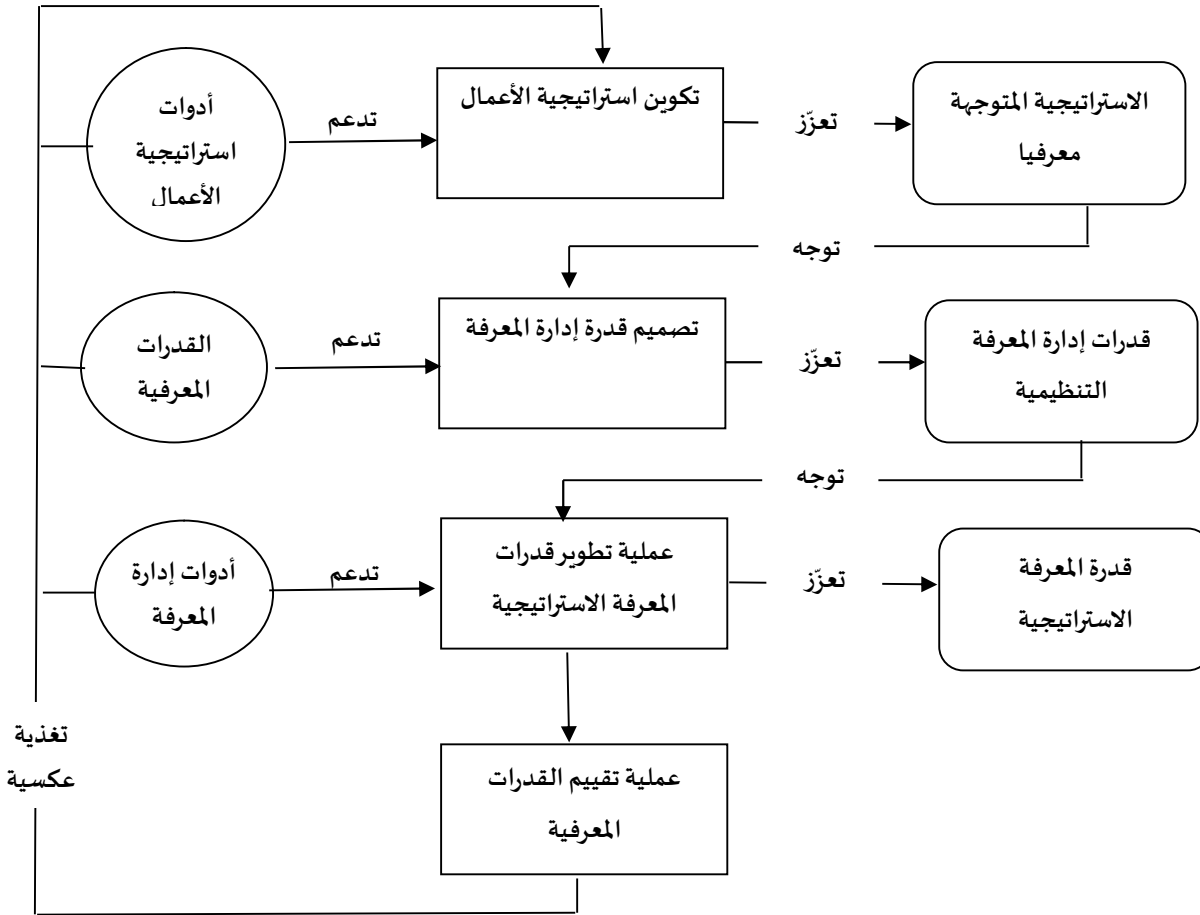 تكوين استراتيجية الأعمال
الاستراتيجية المتوجهة
معرفيا
تعزّز
تدعم
أدوات
استراتيجية
الأعمال
توجه
تصميم قدرة إدارة المعرفة
قدرات إدارة المعرفة
التنظيمية
تعزّز
تدعم
القدرات
المعرفية
توجه
عملية تطوير قدرات
المعرفة الاستراتيجية
قدرة المعرفة
الاستراتيجية
تعزّز
تدعم
أدوات إدارة
المعرفة
تغذية
عكسية
عملية تقييم القدرات
المعرفية